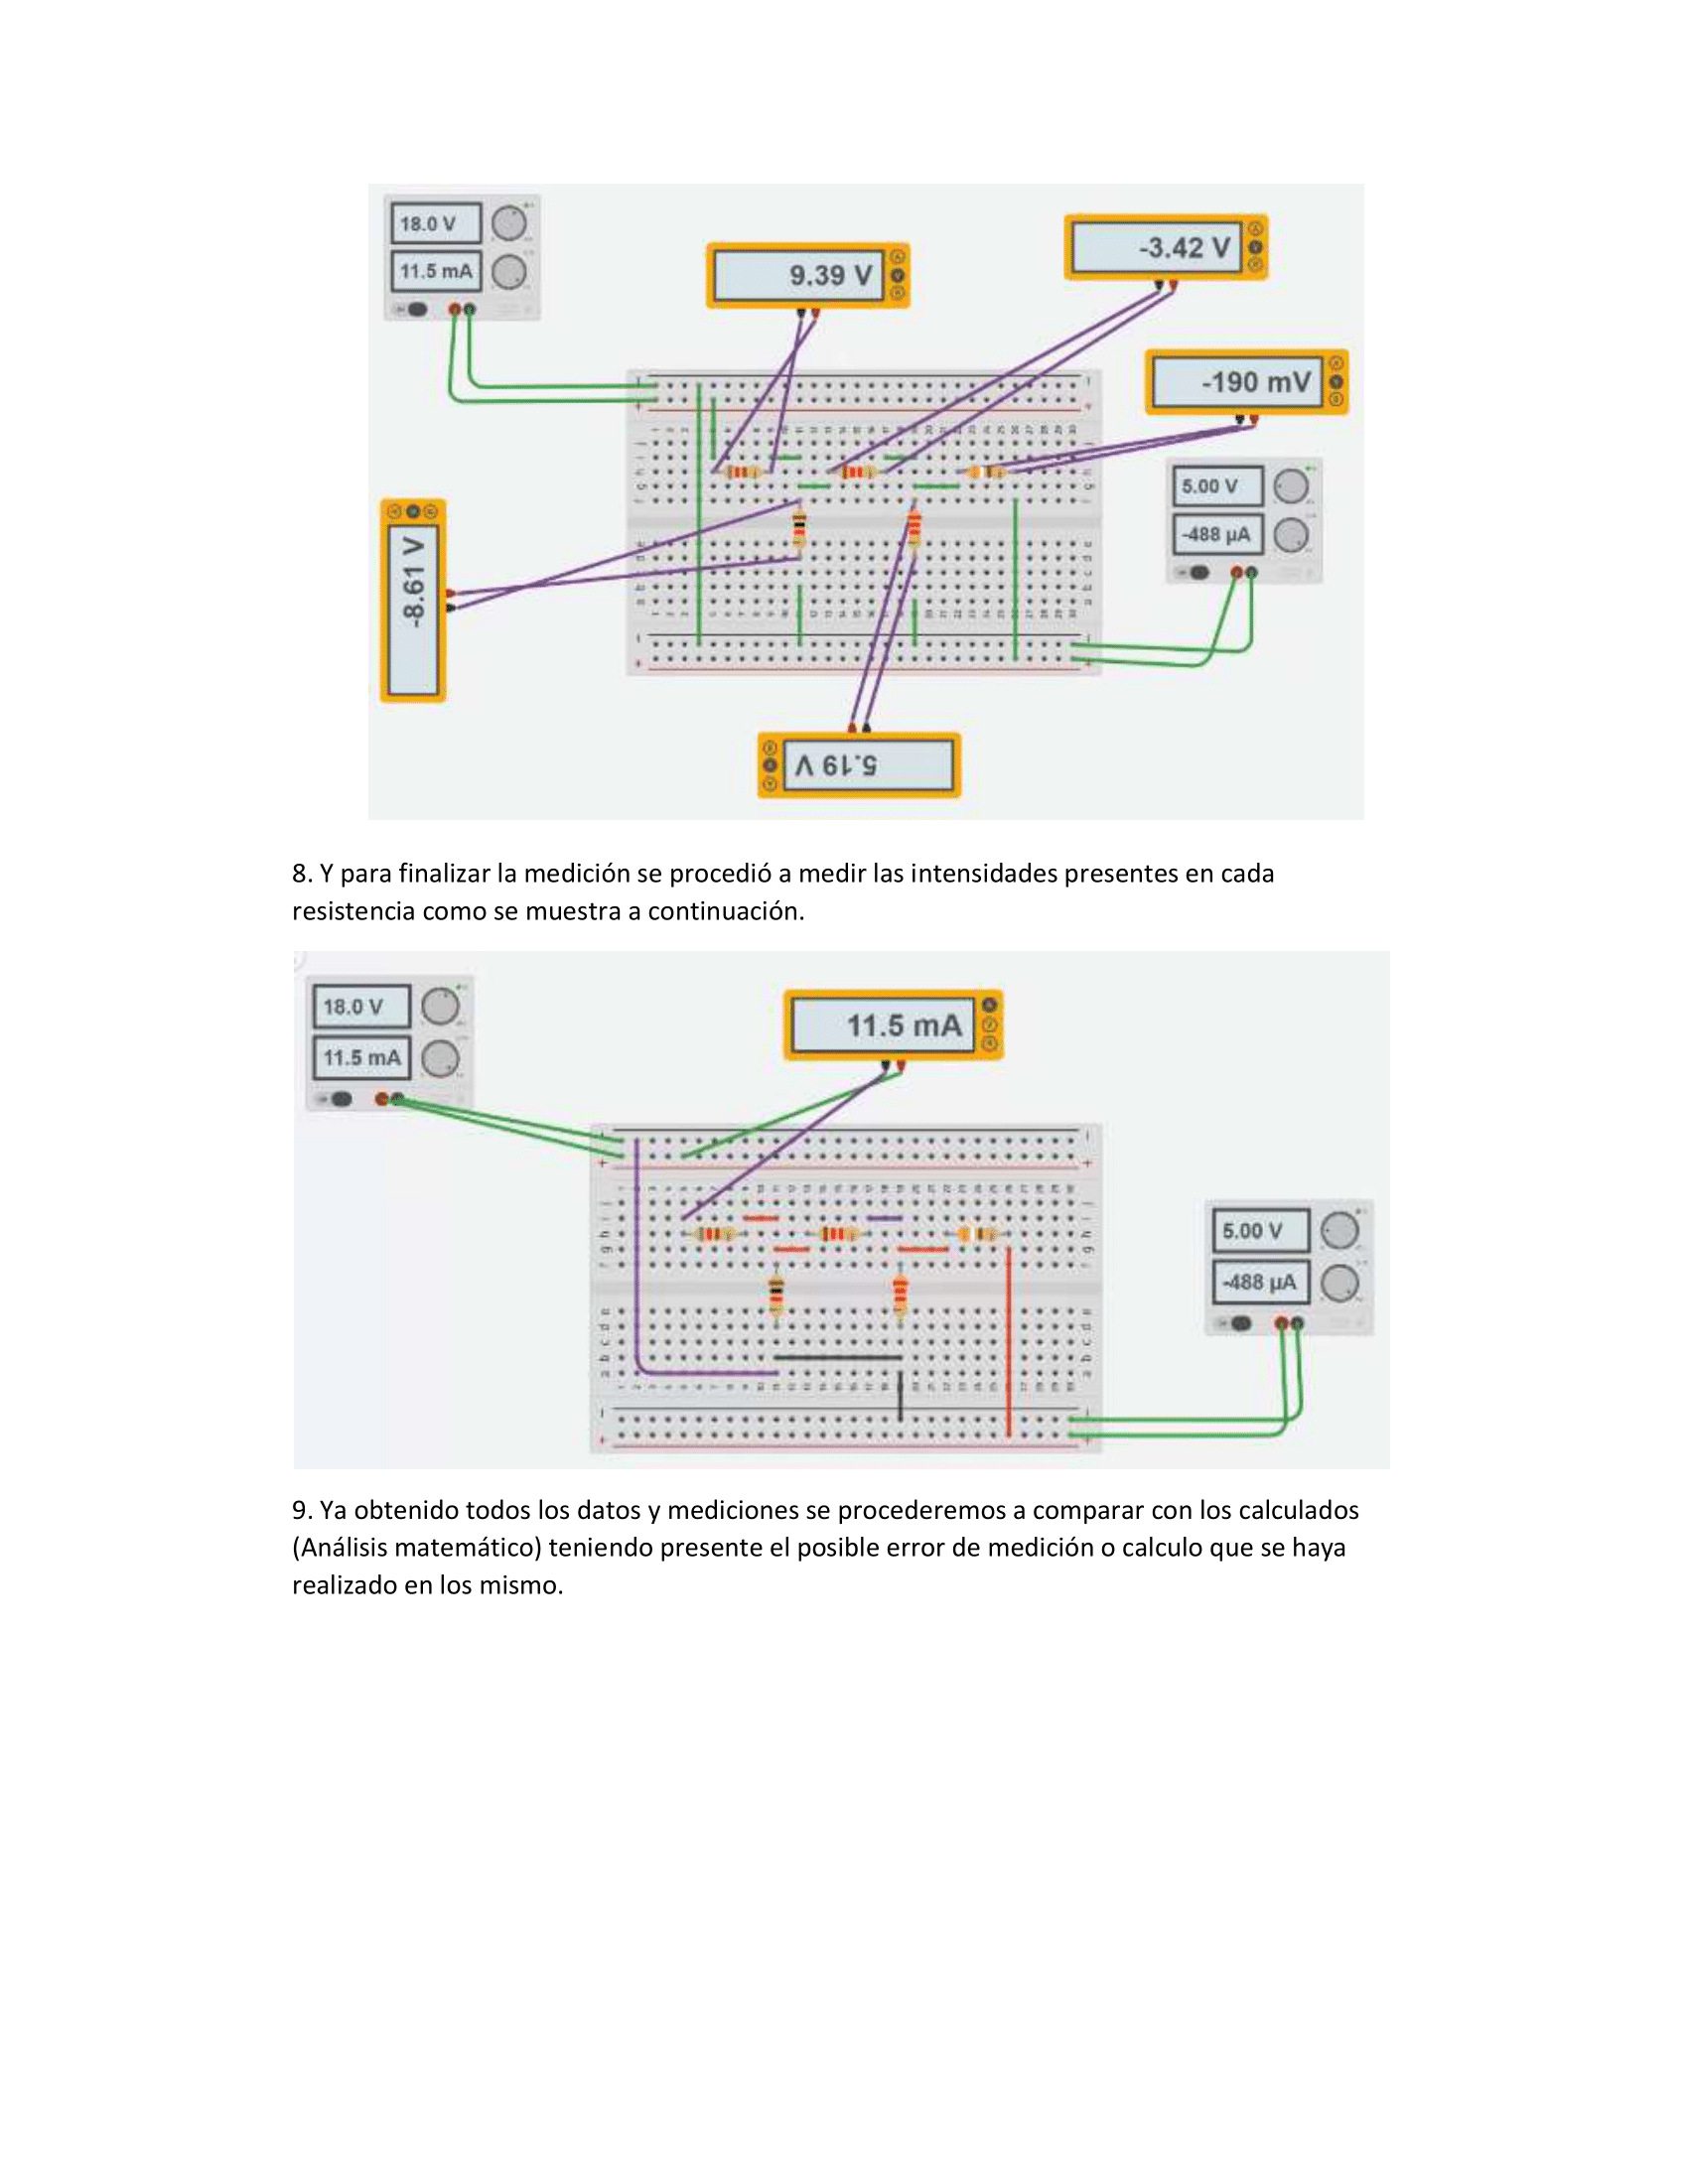 18.0 V
11.5 mA
9.39 V
-3.42 V
-190 mV
5.00 V
-488 µA
-8.61 V
5.19 V
8. Y para finalizar la medición se procedió a medir las intensidades presentes en cada
resistencia como se muestra a continuación.
18.0 V
11.5 mA
11.5 mA
5.00 V
-488 µA
9. Ya obtenido todos los datos y mediciones se procederemos a comparar con los calculados
(Análisis matemático) teniendo presente el posible error de medición o calculo que se haya
realizado en los mismo.